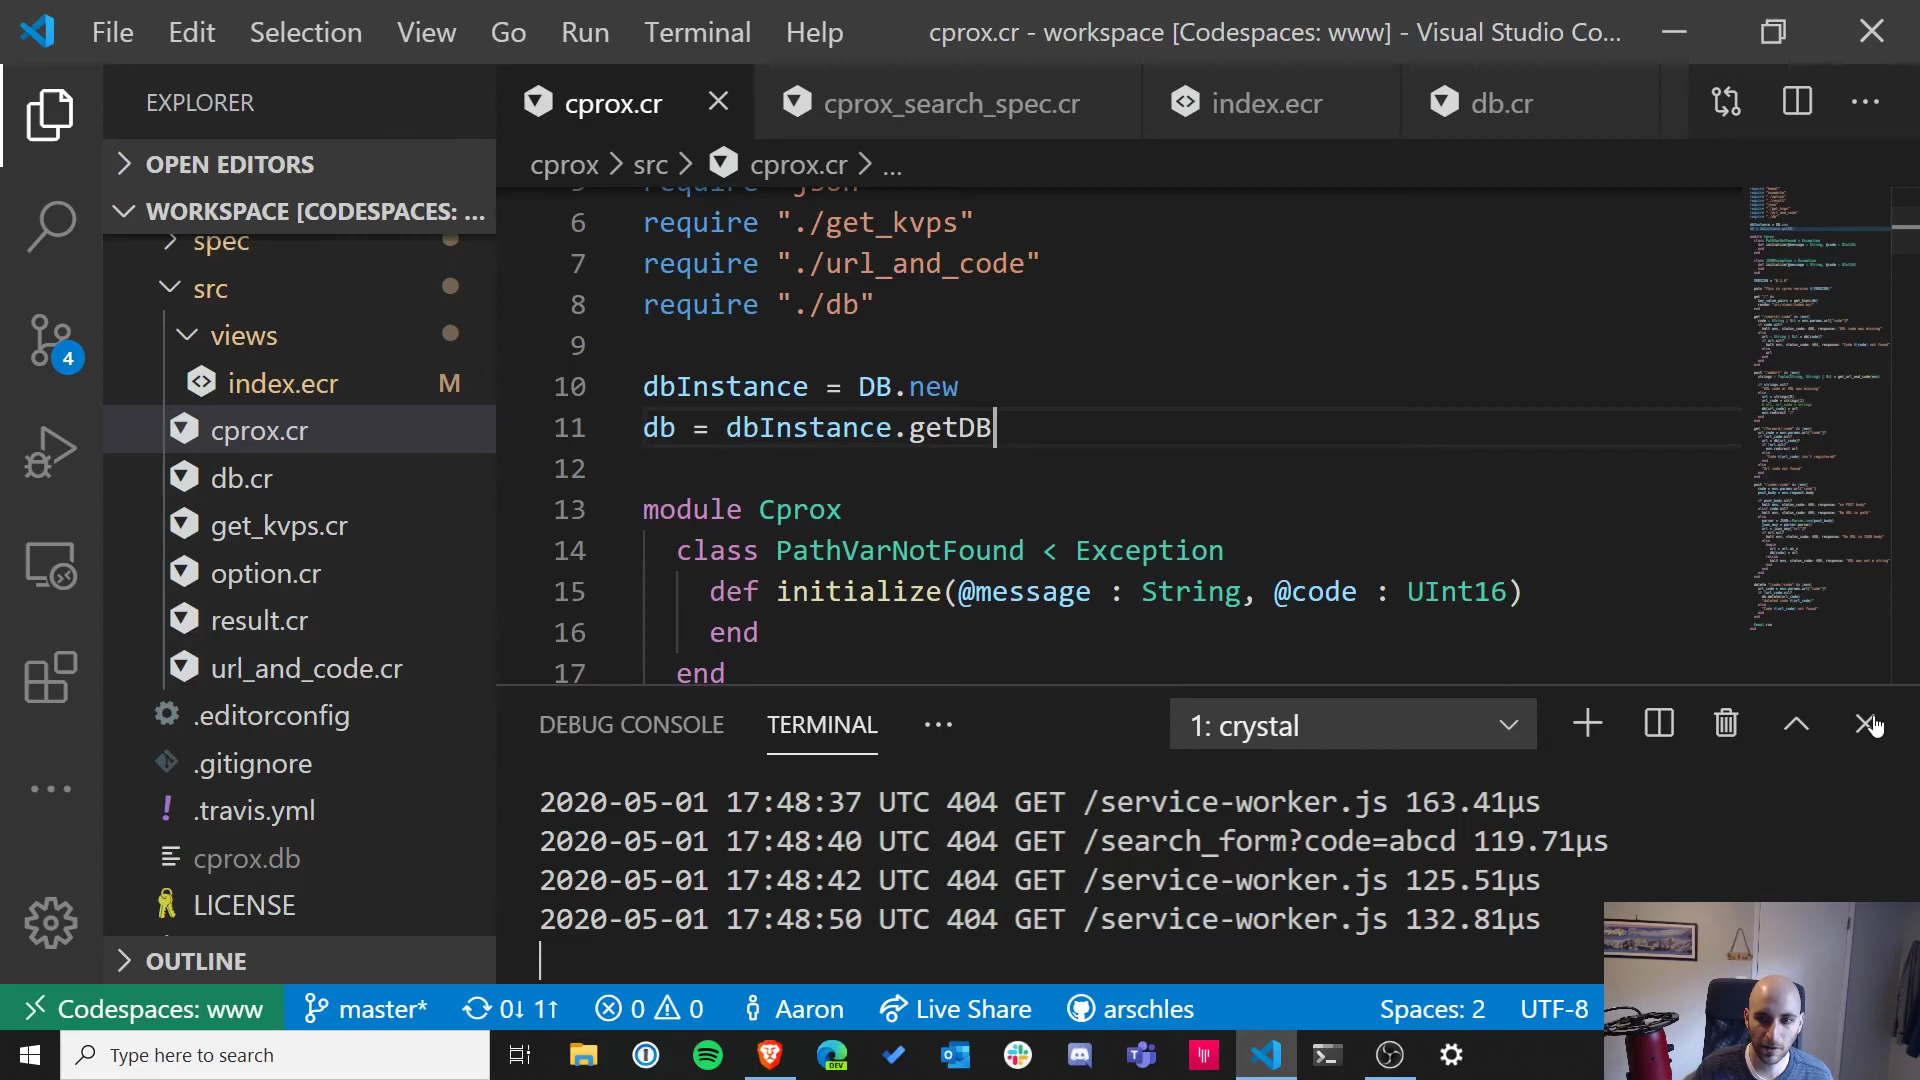 File Edit Selection View Go Run Terminal Help
cprox.cr - workspace [Codespaces: www] - Visual Studio Co...
EXPLORER
OPEN EDITORS
WORKSPACE [CODESPACES: ...
spec
src
views
index.ecr M
cprox.cr
db.cr
get_kvps.cr
option.cr
result.cr
url_and_code.cr
.editorconfig
.gitignore
.travis.yml
cprox.db
LICENSE
OUTLINE
4
cprox.cr
cprox_search_spec.cr
index.ecr
db.cr
cprox > src > cprox.cr > ...
6 require "./get_kvps"
7 require "./url_and_code"
8 require "./db"
9
10 dbInstance = DB.new
11 db = dbInstance.getDB
12
13 module Cprox
14 class PathVarNotFound < Exception
15 def initialize(@message : String, @code : UInt16)
16 end
17 end
DEBUG CONSOLE TERMINAL ...
1: crystal
2020-05-01 17:48:37 UTC 404 GET /service-worker.js 163.41µs
2020-05-01 17:48:40 UTC 404 GET /search_form?code=abcd 119.71µs
2020-05-01 17:48:42 UTC 404 GET /service-worker.js 125.51µs
2020-05-01 17:48:50 UTC 404 GET /service-worker.js 132.81µs
Codespaces: www master* 0↓ 1↑ 0 0 Aaron Live Share arschles Spaces: 2 UTF-8
Type here to search
DEV